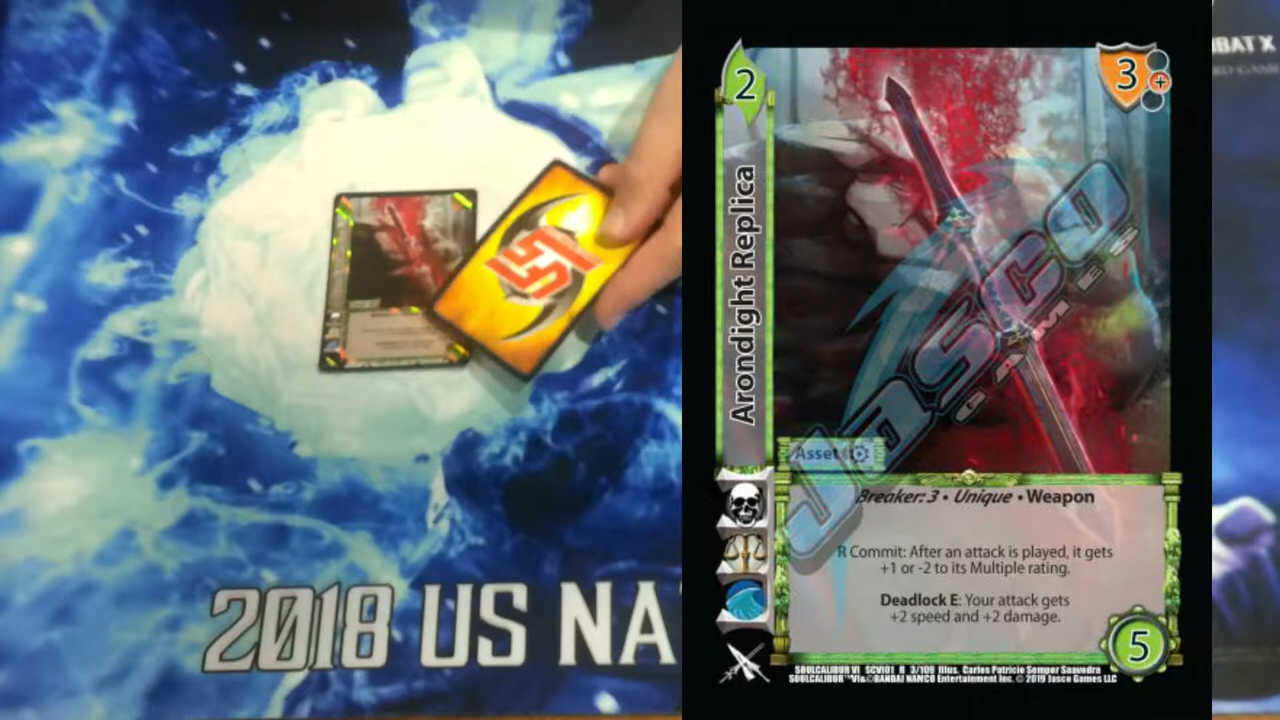 2018 US NA
2
3
+
Arondight Replica
Jasco
GAMES
Asset
Breaker: 3 • Unique • Weapon
R Commit: After an attack is played, it gets
+1 or -2 to its Multiple rating.
Deadlock E: Your attack gets
+2 speed and +2 damage.
5
SOULCALIBUR VI SCVI01 R 3/106 Illus. Carlos Patricio Semper Saavedra
SOULCALIBUR™VI&©BANDAI NAMCO Entertainment Inc. © 2019 Jasco Games LLC
BAT X